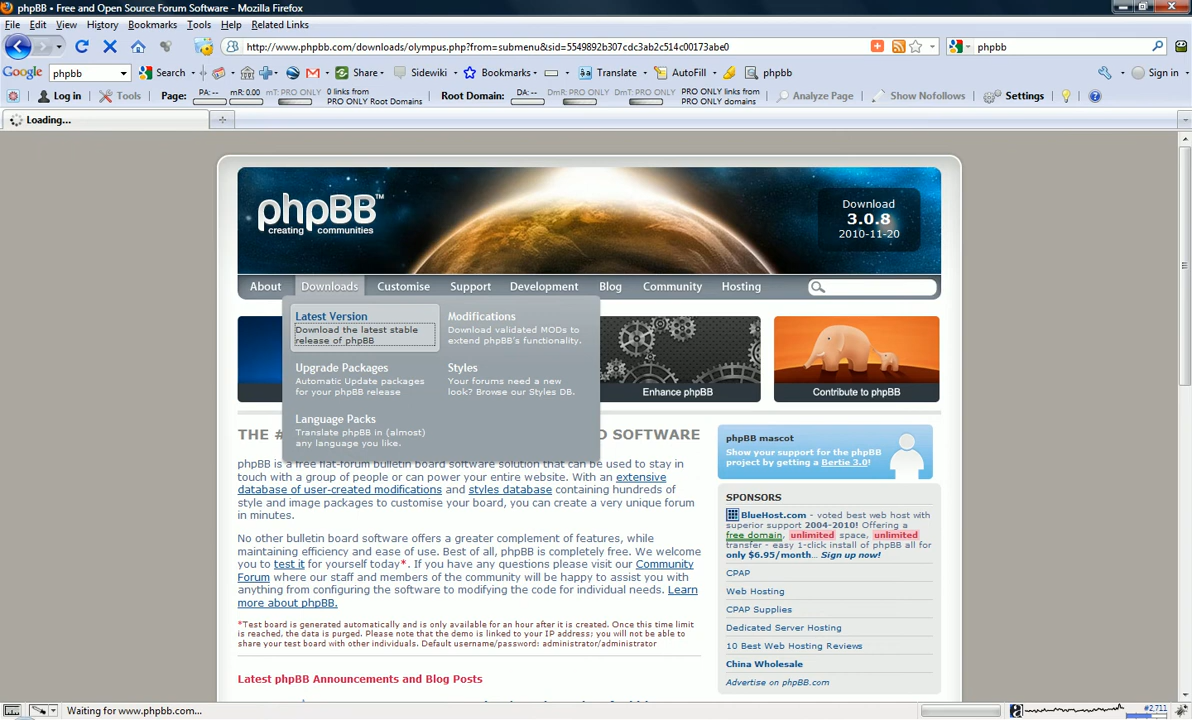 phpBB • Free and Open Source Forum Software - Mozilla Firefox
File Edit View History Bookmarks Tools Help Related Links
http://www.phpbb.com/downloads/olympus.php?from=submenu&sid=5549892b307cdc3ab2c514c00173abe0
phpbb
Google phpbb Search Share Sidewiki Bookmarks Translate AutoFill phpbb Sign in
Log in Tools Page: PA: -- mR: 0.00 mT: PRO ONLY 0 links from PRO ONLY Root Domains Root Domain: DA: -- DmR: PRO ONLY DmT: PRO ONLY PRO ONLY links from PRO ONLY domains Analyze Page Show Nofollows Settings
Loading...
phpBB™
creating communities
Download
3.0.8
2010-11-20
About Downloads Customise Support Development Blog Community Hosting
Latest Version
Download the latest stable
release of phpBB
Modifications
Download validated MODs to
extend phpBB's functionality.
Upgrade Packages
Automatic Update packages
for your phpBB release
Styles
Your forums need a new
look? Browse our Styles DB.
Language Packs
Translate phpBB in (almost)
any language you like.
Enhance phpBB
Contribute to phpBB
THE # D SOFTWARE
phpBB is a free flat-forum bulletin board software solution that can be used to stay in
touch with a group of people or can power your entire website. With an extensive
database of user-created modifications and styles database containing hundreds of
style and image packages to customise your board, you can create a very unique forum
in minutes.
No other bulletin board software offers a greater complement of features, while
maintaining efficiency and ease of use. Best of all, phpBB is completely free. We welcome
you to test it for yourself today*. If you have any questions please visit our Community
Forum where our staff and members of the community will be happy to assist you with
anything from configuring the software to modifying the code for individual needs. Learn
more about phpBB.
*Test board is generated automatically and is only available for an hour after it is created. Once this time limit
is reached, the data is purged. Please note that the demo is linked to your IP address; you will not be able to
share your test board with other individuals. Default username/password: administrator/administrator
Latest phpBB Announcements and Blog Posts
phpBB mascot
Show your support for the phpBB
project by getting a Bertie 3.0!
SPONSORS
BlueHost.com - voted best web host with
superior support 2004-2010! Offering a
free domain, unlimited space, unlimited
transfer - easy 1-click install of phpBB all for
only $6.95/month... Sign up now!
CPAP
Web Hosting
CPAP Supplies
Dedicated Server Hosting
10 Best Web Hosting Reviews
China Wholesale
Advertise on phpBB.com
Waiting for www.phpbb.com...
#2,711